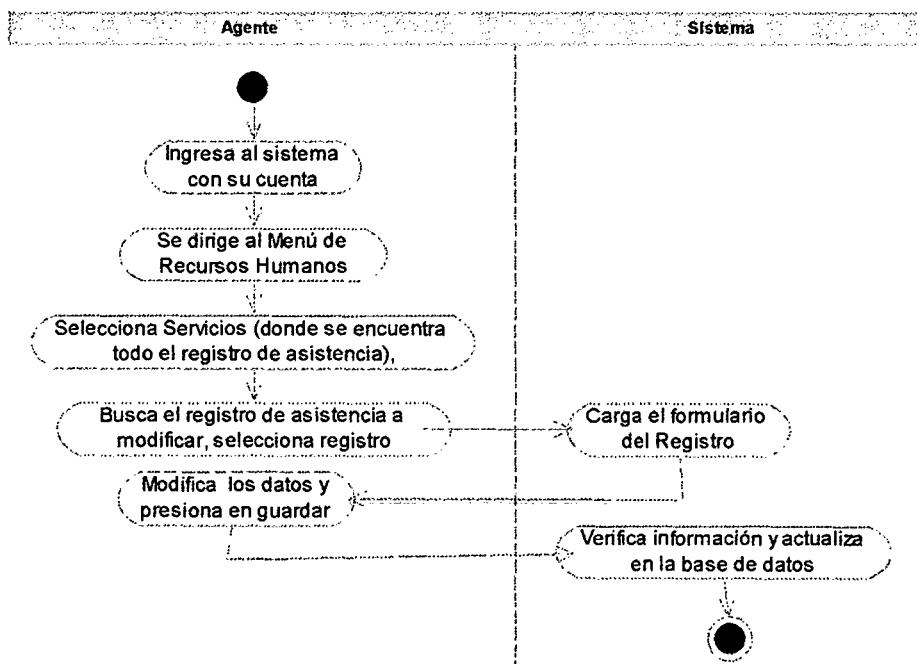 Agente
Sistema
Ingresa al sistema
con su cuenta
Se dirige al Menú de
Recursos Humanos
Selecciona Servicios (donde se encuentra
todo el registro de asistencia),
Busca el registro de asistencia a
modificar, selecciona registro
Carga el formulario
del Registro
Modifica los datos y
presiona en guardar
Verifica información y actualiza
en la base de datos